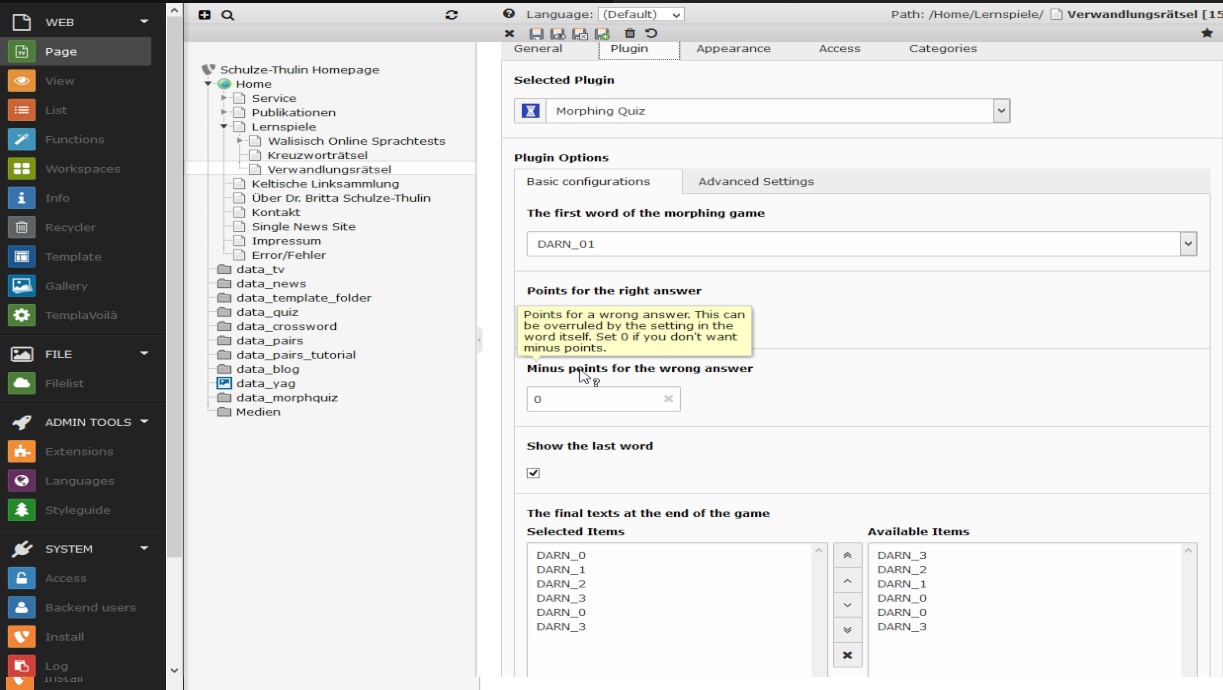 WEB
Page
View
List
Functions
Workspaces
Info
Recycler
Template
Gallery
TemplaVoilà
FILE
Filelist
ADMIN TOOLS
Extensions
Languages
Styleguide
SYSTEM
Access
Backend users
Install
Log
Install
Schulze-Thulin Homepage
Home
Service
Publikationen
Lernspiele
Walisisch Online Sprachtests
Kreuzworträtsel
Verwandlungsrätsel
Keltische Linksammlung
Über Dr. Britta Schulze-Thulin
Kontakt
Single News Site
Impressum
Error/Fehler
data_tv
data_news
data_template_folder
data_quiz
data_crossword
data_pairs
data_pairs_tutorial
data_blog
data_yag
data_morphquiz
Medien
Language: (Default)
Path: /Home/Lernspiele/ Verwandlungsrätsel [15
General Plugin Appearance Access Categories
Selected Plugin
Morphing Quiz
Plugin Options
Basic configurations Advanced Settings
The first word of the morphing game
DARN_01
Points for the right answer
Points for a wrong answer. This can
be overruled by the setting in the
word itself. Set 0 if you don't want
minus points.
Minus points for the wrong answer
0
Show the last word
The final texts at the end of the game
Selected Items
DARN_0
DARN_1
DARN_2
DARN_3
DARN_0
DARN_3
Available Items
DARN_3
DARN_2
DARN_1
DARN_0
DARN_0
DARN_3